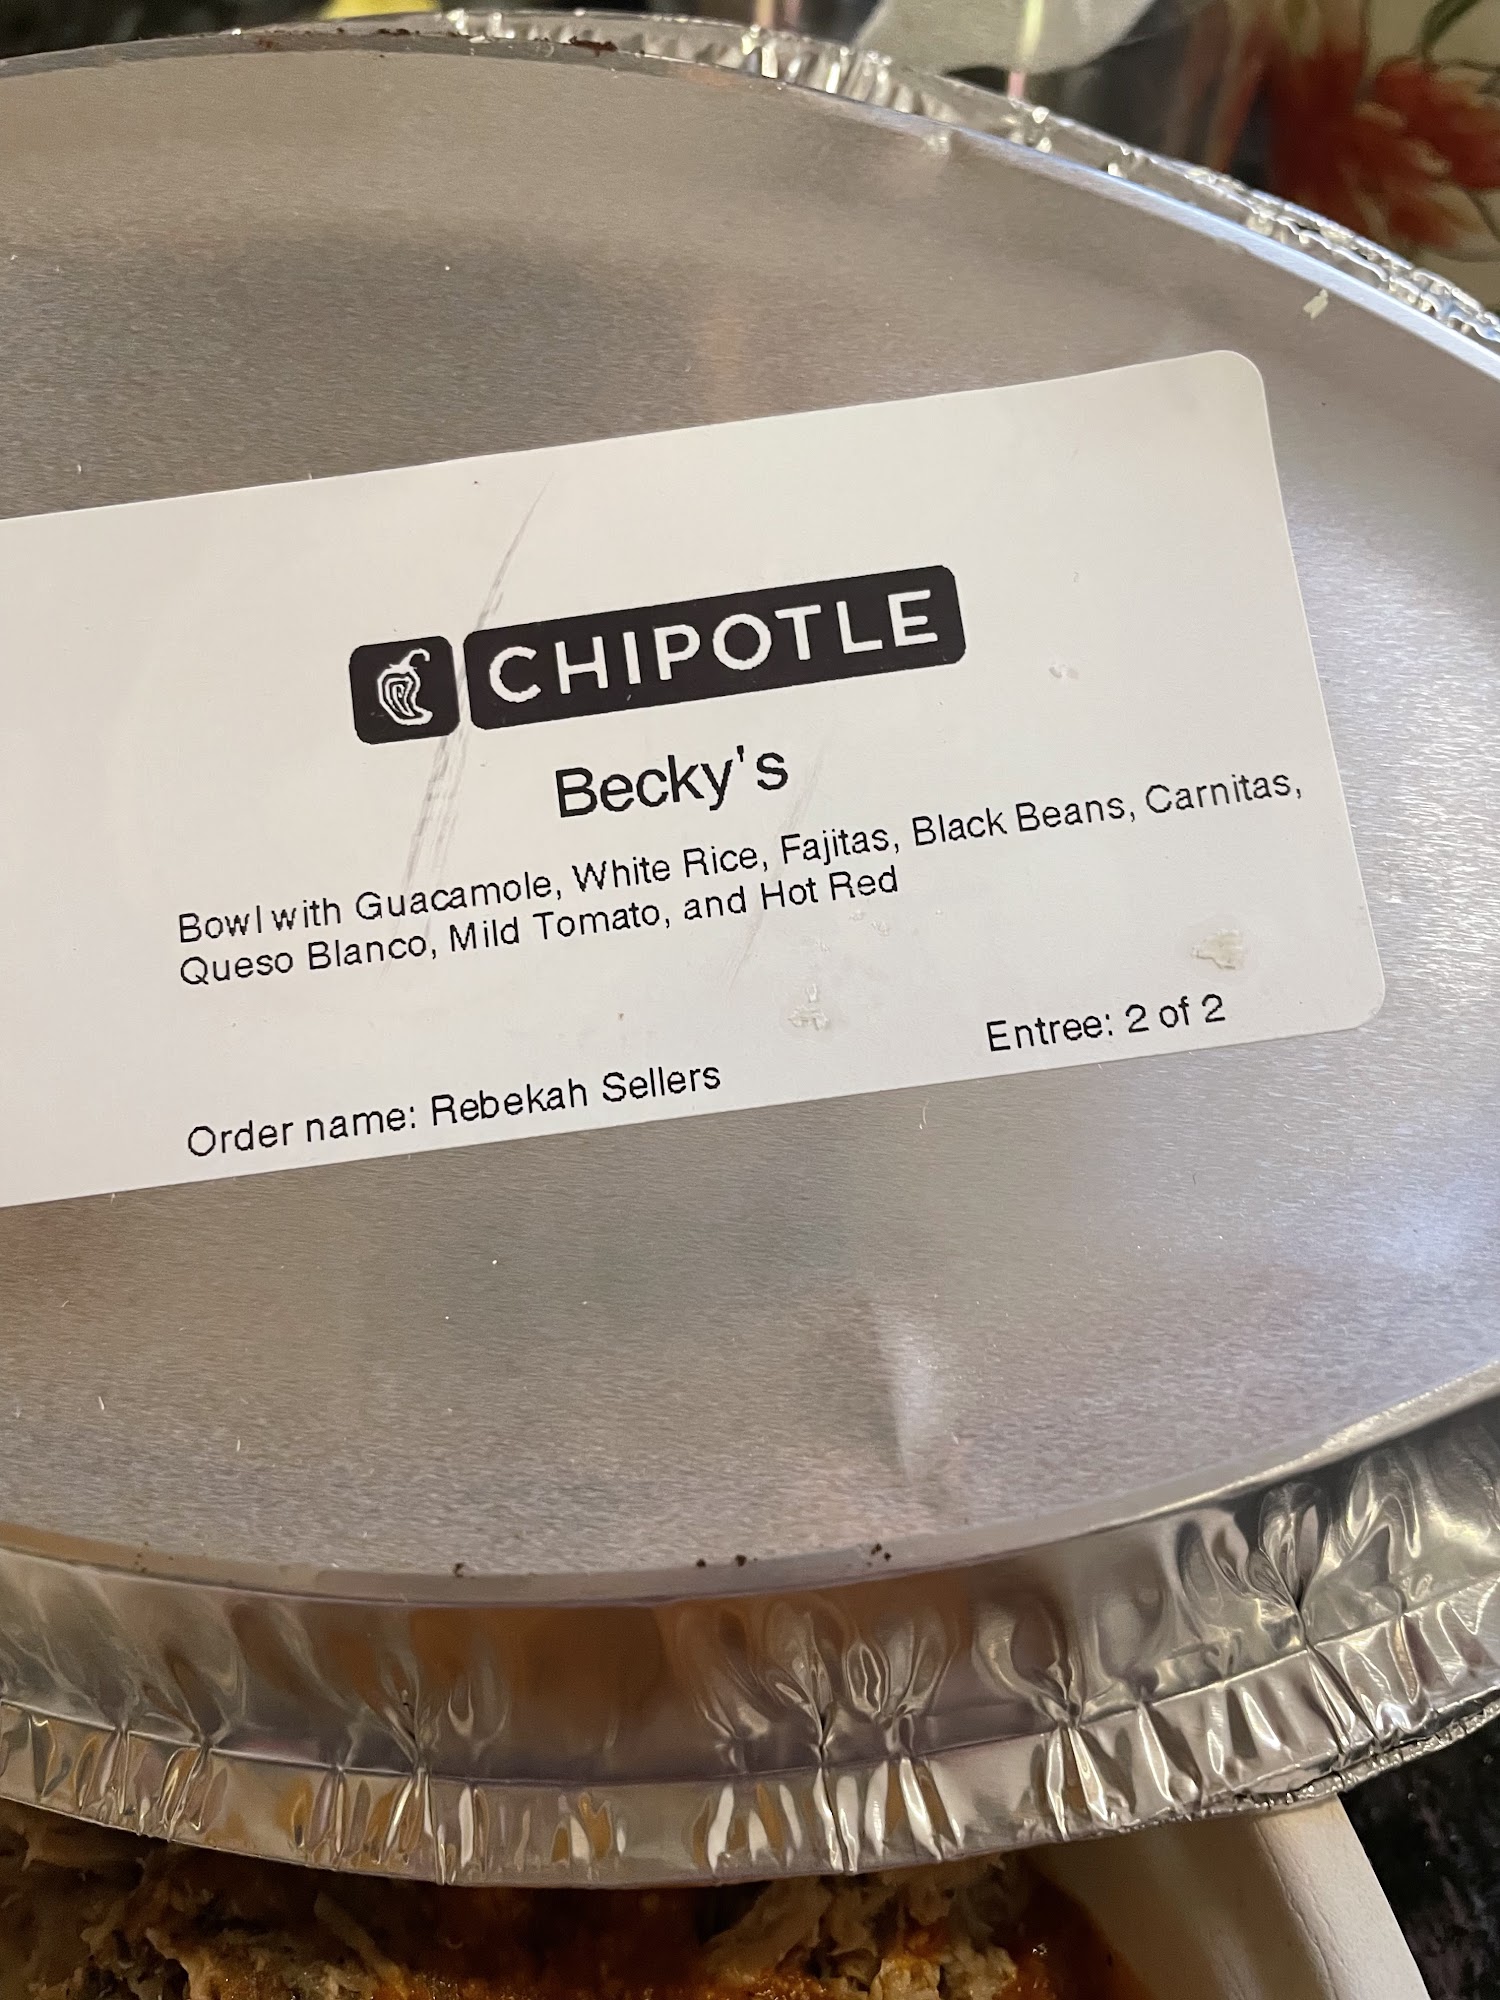 CHIPOTLE
Becky's
Bowl with Guacamole, White Rice, Fajitas, Black Beans, Carnitas,
Queso Blanco, Mild Tomato, and Hot Red
Entree: 2 of 2
Order name: Rebekah Sellers